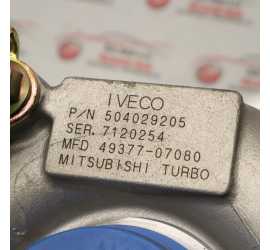 IVECO
P/N 504029205
SER. 7120254
MFD 49377-07080
MITSUBISHI TURBO